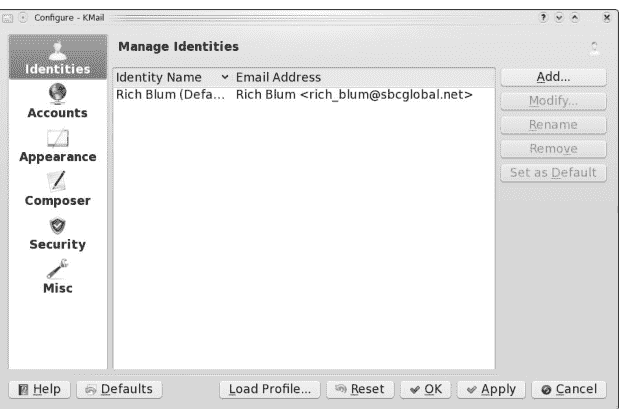 Configure - KMail
Identities
Accounts
Appearance
Composer
Security
Misc
Manage Identities
Identity Name Email Address
Rich Blum (Defa... Rich Blum <rich_blum@sbcglobal.net>
Add...
Modify...
Rename
Remove
Set as Default
Help Defaults Load Profile... Reset OK Apply Cancel